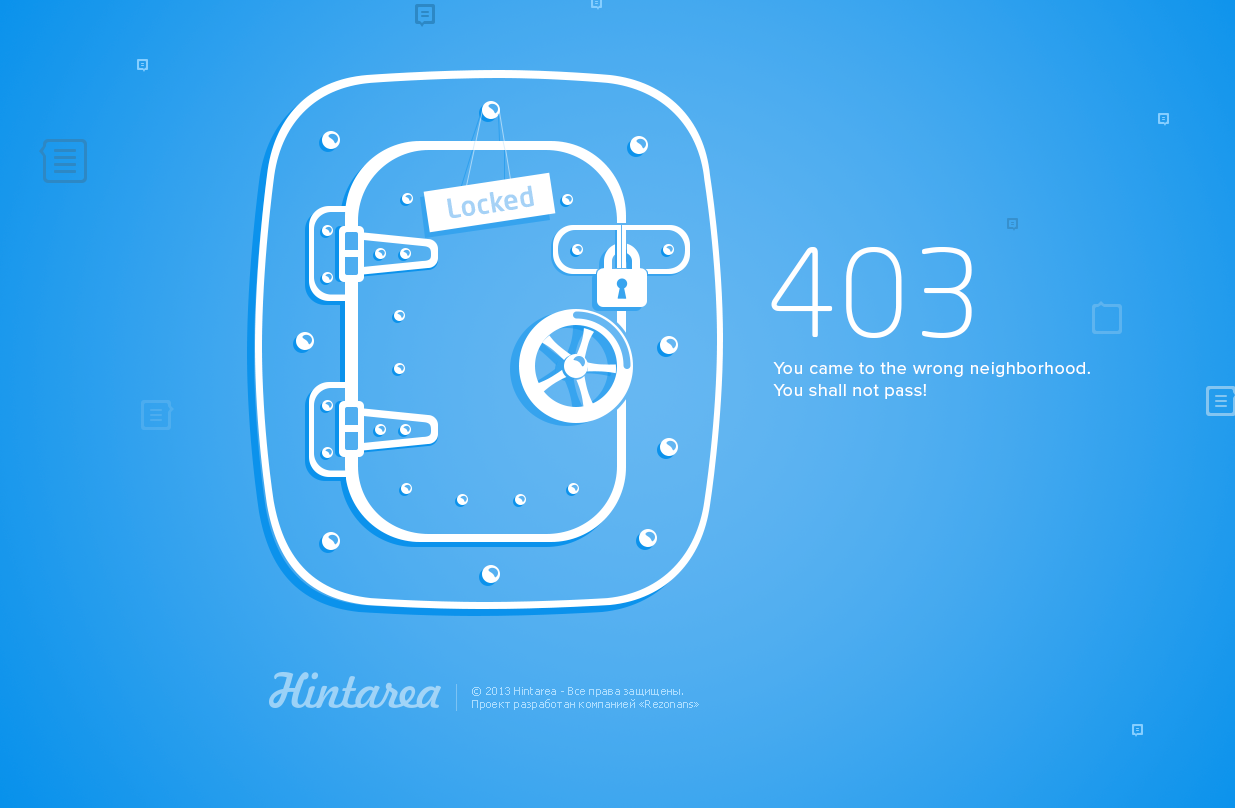 Locked
403
You came to the wrong neighborhood.
You shall not pass!
Hintarea
© 2013 Hintarea - Все права защищены.
Проект разработан компанией «Rezonans»